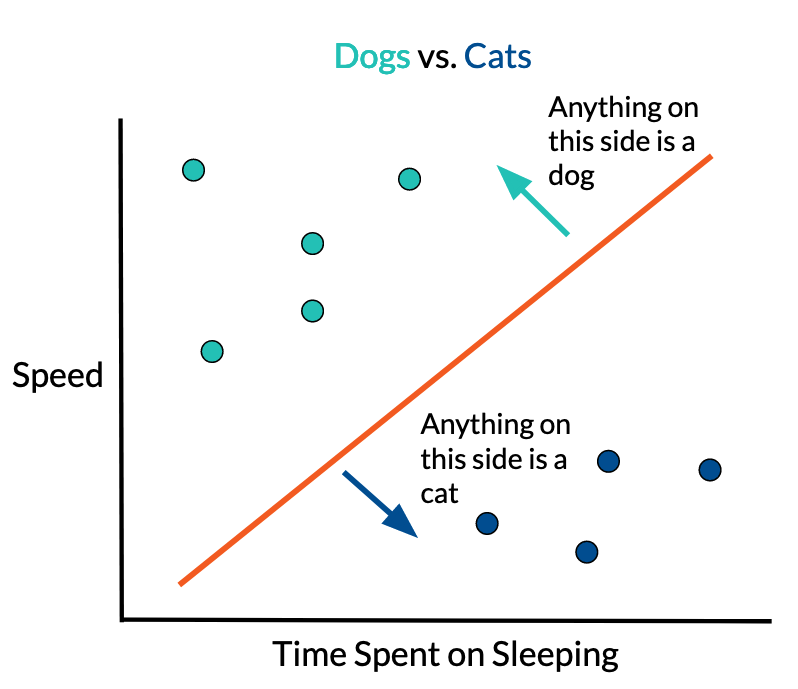 Dogs vs. Cats
Anything on
this side is a
dog
Speed
Anything on
this side is a
cat
Time Spent on Sleeping